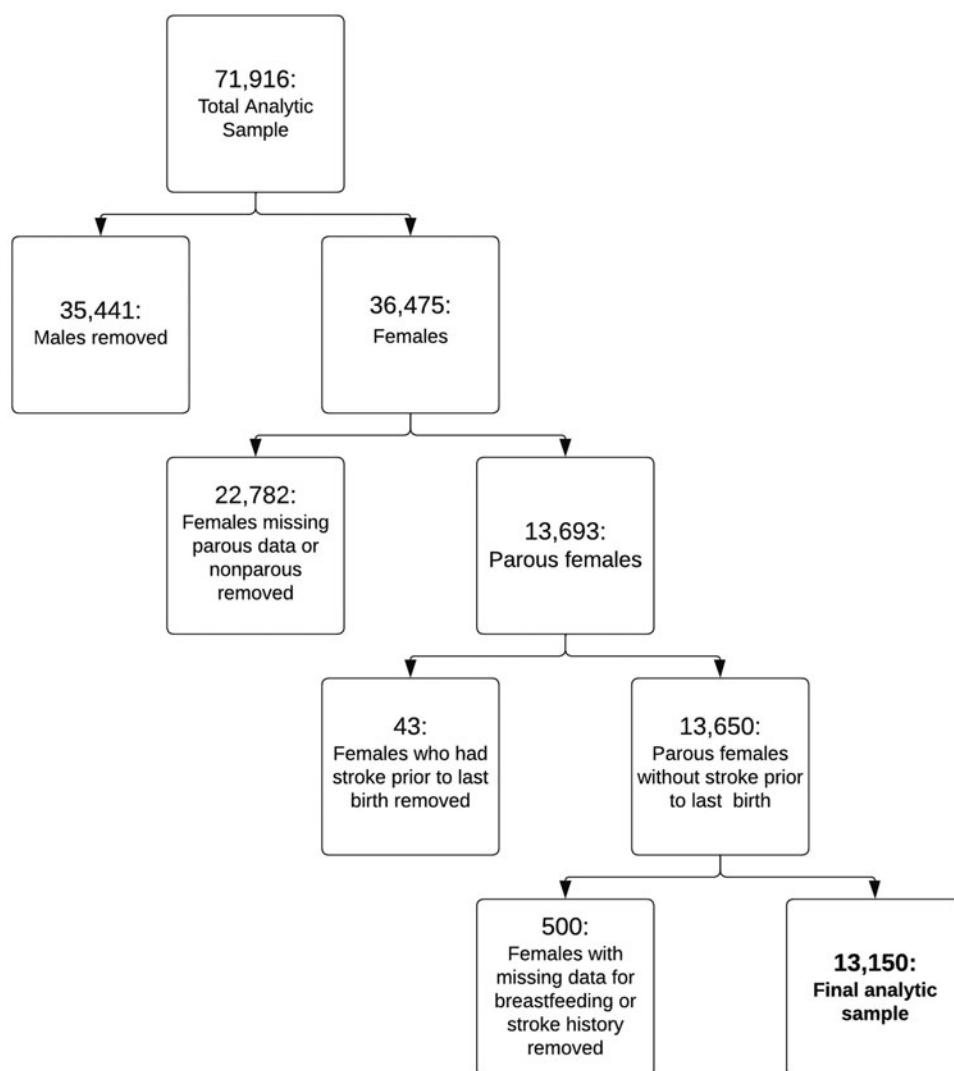 71,916:
Total Analytic
Sample
35,441:
Males removed
36,475:
Females
22,782:
Females missing
parous data or
nonparous
removed
13,693:
Parous females
43:
Females who had
stroke prior to last
birth removed
13,650:
Parous females
without stroke prior
to last birth
500:
Females with
missing data for
breastfeeding or
stroke history
removed
13,150:
Final analytic
sample